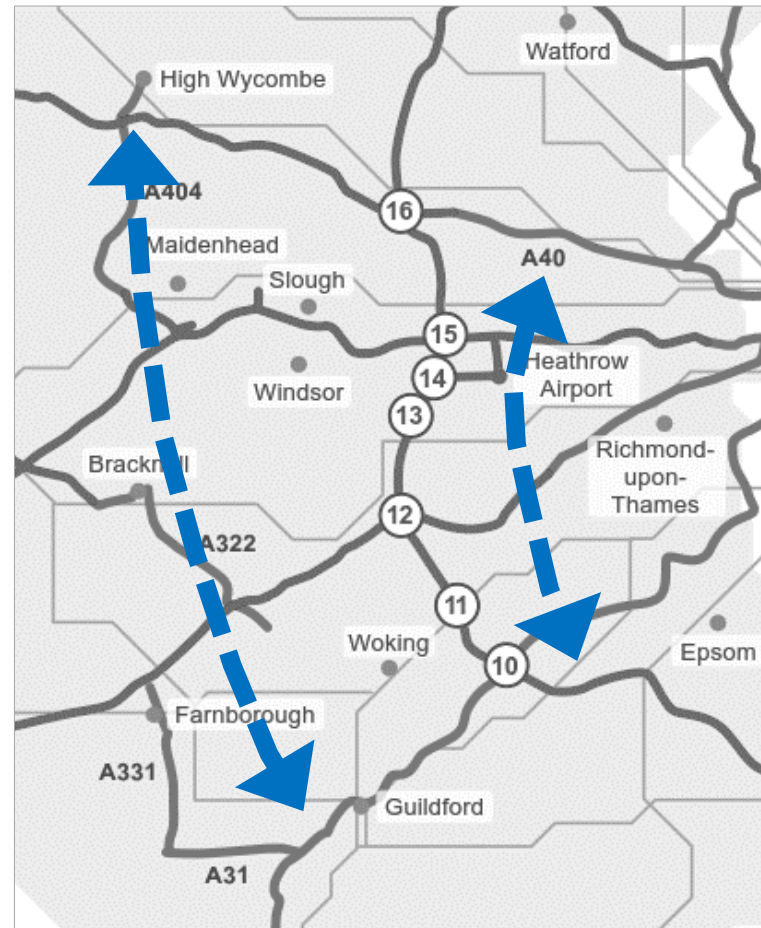 Watford
High Wycombe
A404
16
Maidenhead
A40
Slough
15
Heathrow
Airport
14
Windsor
13
Richmond-
upon-
Thames
Bracknell
12
A322
11
Woking
10
Epsom
Farnborough
A331
Guildford
A31